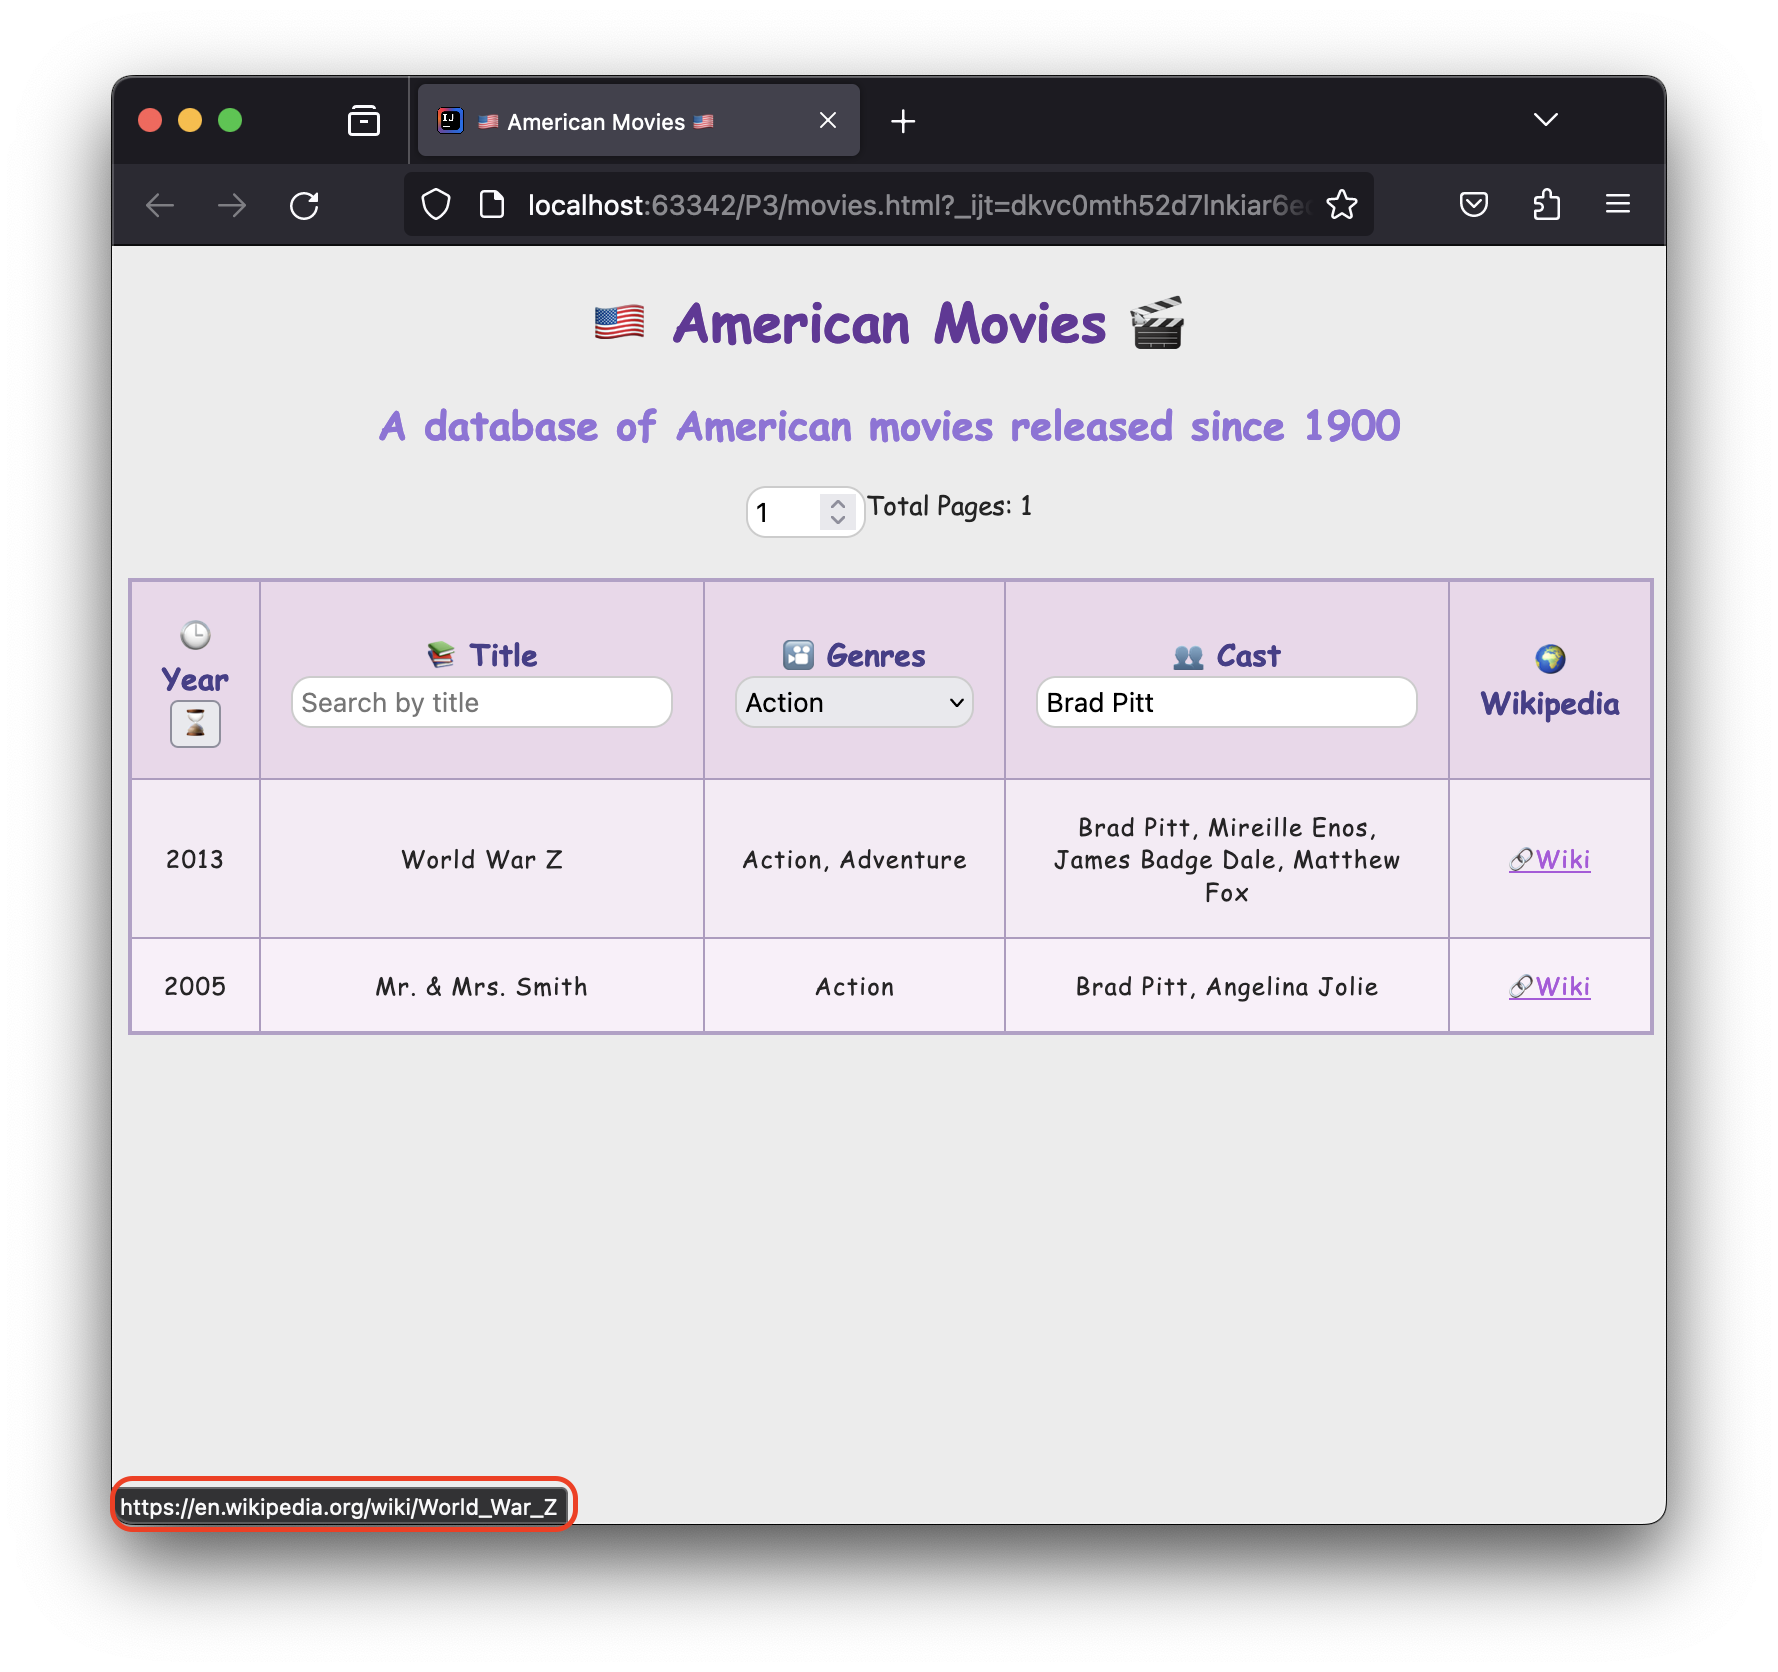 🇺🇸 American Movies 🇺🇸
localhost:63342/P3/movies.html?_ijt=dkvc0mth52d7lnkiar6e
🇺🇸 American Movies 🎬
A database of American movies released since 1900
1 Total Pages: 1
🕒 Year
⌛
📚 Title
Search by title
🎦 Genres
Action
👥 Cast
Brad Pitt
🌍 Wikipedia
2013
World War Z
Action, Adventure
Brad Pitt, Mireille Enos,
James Badge Dale, Matthew
Fox
🔗Wiki
2005
Mr. & Mrs. Smith
Action
Brad Pitt, Angelina Jolie
🔗Wiki
https://en.wikipedia.org/wiki/World_War_Z